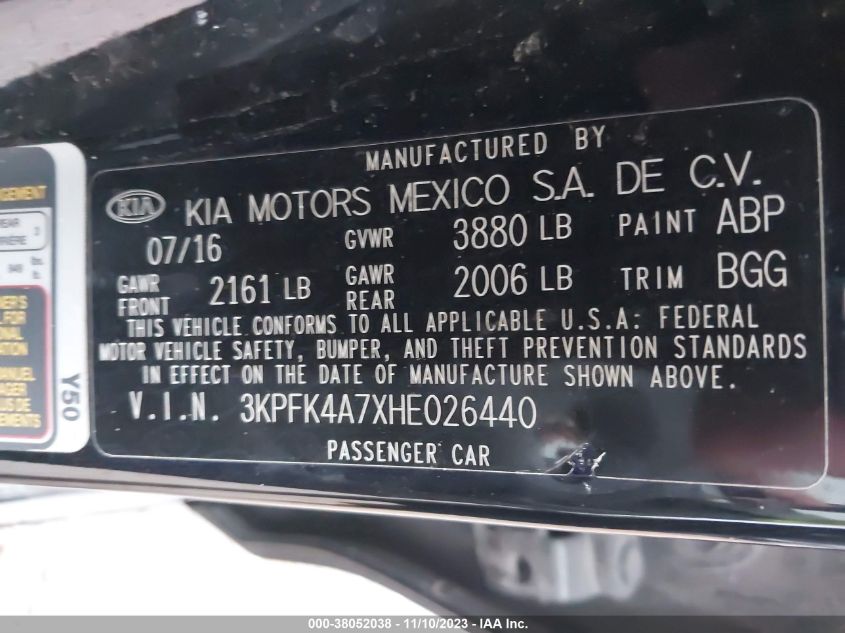 MANUFACTURED BY
KIA KIA MOTORS MEXICO S.A. DE C.V.
07/16 GVWR 3880 LB PAINT ABP
GAWR FRONT 2161 LB GAWR REAR 2006 LB TRIM BGG
THIS VEHICLE CONFORMS TO ALL APPLICABLE U.S.A: FEDERAL
MOTOR VEHICLE SAFETY, BUMPER, AND THEFT PREVENTION STANDARDS
IN EFFECT ON THE DATE OF MANUFACTURE SHOWN ABOVE.
V.I.N. 3KPFK4A7XHE026440
PASSENGER CAR
Y50
000-38052038 - 11/10/2023 - IAA Inc.